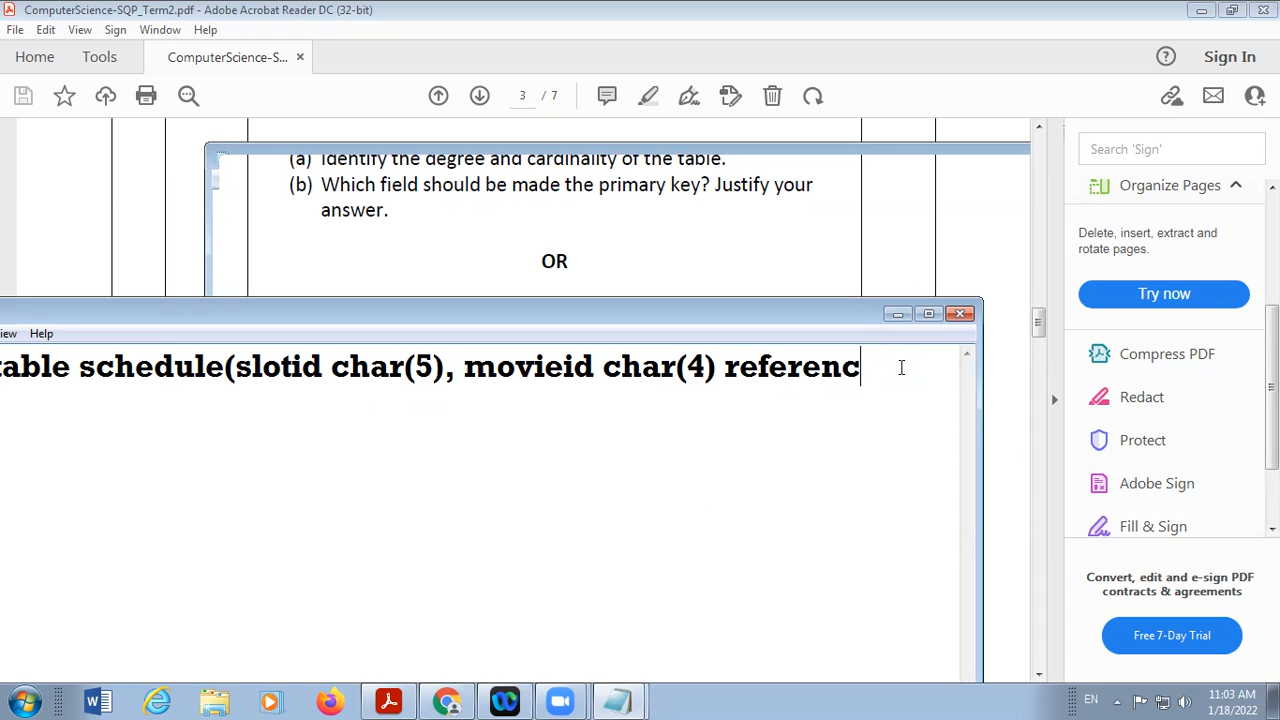 ComputerScience-SQP_Term2.pdf - Adobe Acrobat Reader DC (32-bit)
File Edit View Sign Window Help
Home Tools ComputerScience-S... × Sign In
3 / 7
(a) Identify the degree and cardinality of the table.
(b) Which field should be made the primary key? Justify your
answer.
OR
Help
table schedule(slotid char(5), movieid char(4) referenc
Search 'Sign'
Organize Pages
Delete, insert, extract and
rotate pages.
Try now
Compress PDF
Redact
Protect
Adobe Sign
Fill & Sign
Convert, edit and e-sign PDF
contracts & agreements
Free 7-Day Trial
EN
11:03 AM
1/18/2022